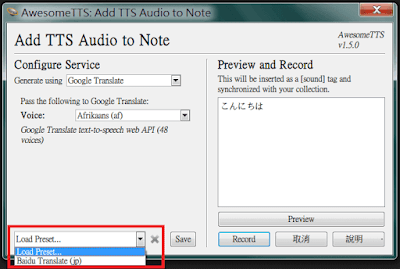 AwesomeTTS: Add TTS Audio to Note
Add TTS Audio to Note
AwesomeTTS
v1.5.0
Configure Service
Generate using Google Translate
Pass the following to Google Translate:
Voice: Afrikaans (af)
Google Translate text-to-speech web API (48
voices)
Load Preset...
Save
Load Preset...
Baidu Translate (jp)
Preview and Record
This will be inserted as a [sound] tag and
synchronized with your collection.
こんにちは
Preview
Record
取消
說明